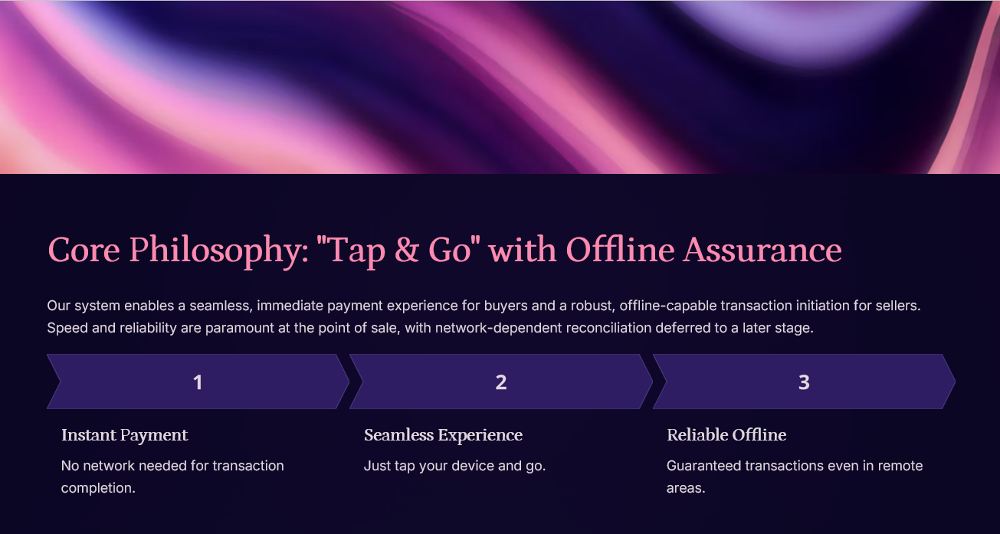 Core Philosophy: "Tap & Go" with Offline Assurance
Our system enables a seamless, immediate payment experience for buyers and a robust, offline-capable transaction initiation for sellers.
Speed and reliability are paramount at the point of sale, with network-dependent reconciliation deferred to a later stage.
1
Instant Payment
No network needed for transaction
completion.
2
Seamless Experience
Just tap your device and go.
3
Reliable Offline
Guaranteed transactions even in remote
areas.